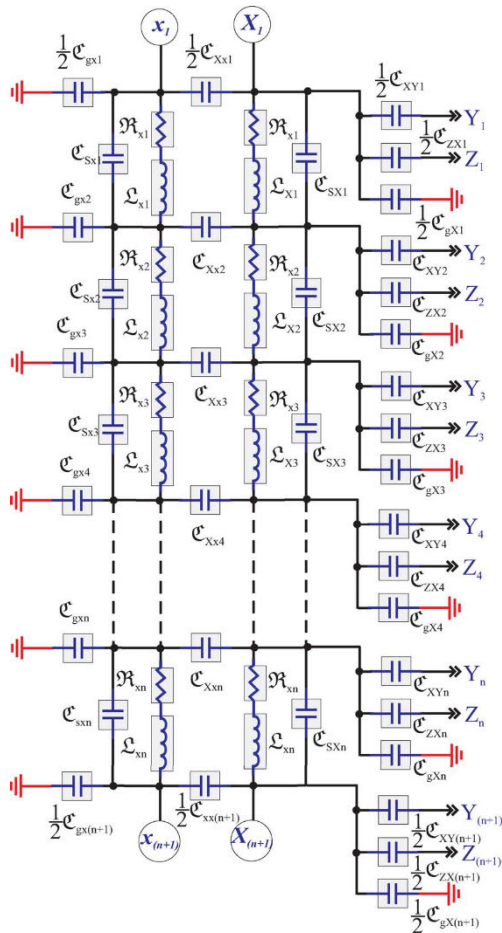 x₁ X₁
½ℭgx1 ½ℭXx1 ½ℭXY1
ℜx1 ℜx1 Y₁
ℭSx1 ℭSX1 ½ℭZX1
Z₁
ℭgx2 𝔏x1 𝔏X1
½ℭgX1
ℜx2 ℭXx2 ℜx2 ℭXY2 Y₂
ℭSx2 ℭSX2 ℭZX2 Z₂
ℭgx3 𝔏x2 𝔏X2 ℭgX2
ℜx3 ℭXx3 ℜx3 ℭXY3 Y₃
ℭSx3 ℭSX3 ℭZX3 Z₃
ℭgx4 𝔏x3 𝔏X3 ℭgX3
ℭXx4 ℭXY4 Y₄
ℭZX4 Z₄
ℭgX4
ℭgxn
ℜxn ℭXxn ℜxn ℭXYn Yₙ
ℭsxn ℭSXn ℭZXn Zₙ
𝔏xn 𝔏xn ℭgXn
½ℭgx(n+1) ½ℭxx(n+1) Y(n+1)
x(n+1) X(n+1) ½ℭXY(n+1)
Z(n+1)
½ℭZX(n+1)
½ℭgX(n+1)